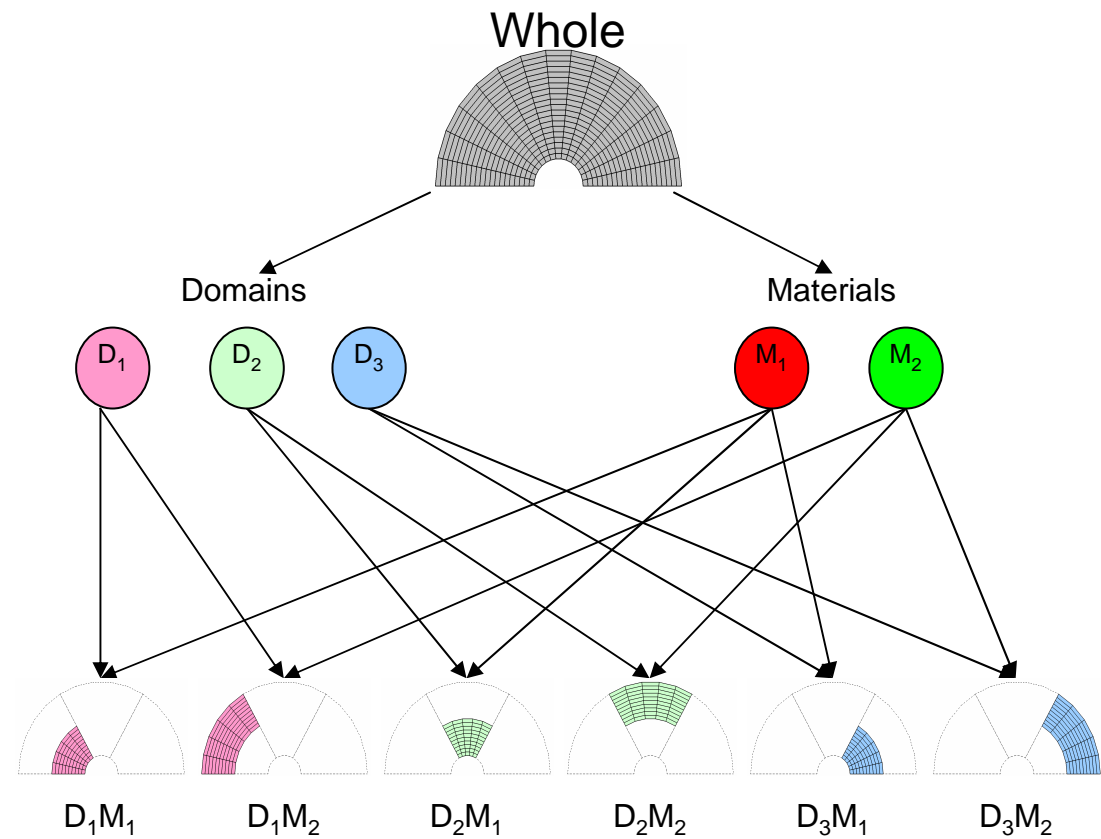 Whole
Domains Materials
D₁ D₂ D₃ M₁ M₂
D₁M₁ D₁M₂ D₂M₁ D₂M₂ D₃M₁ D₃M₂